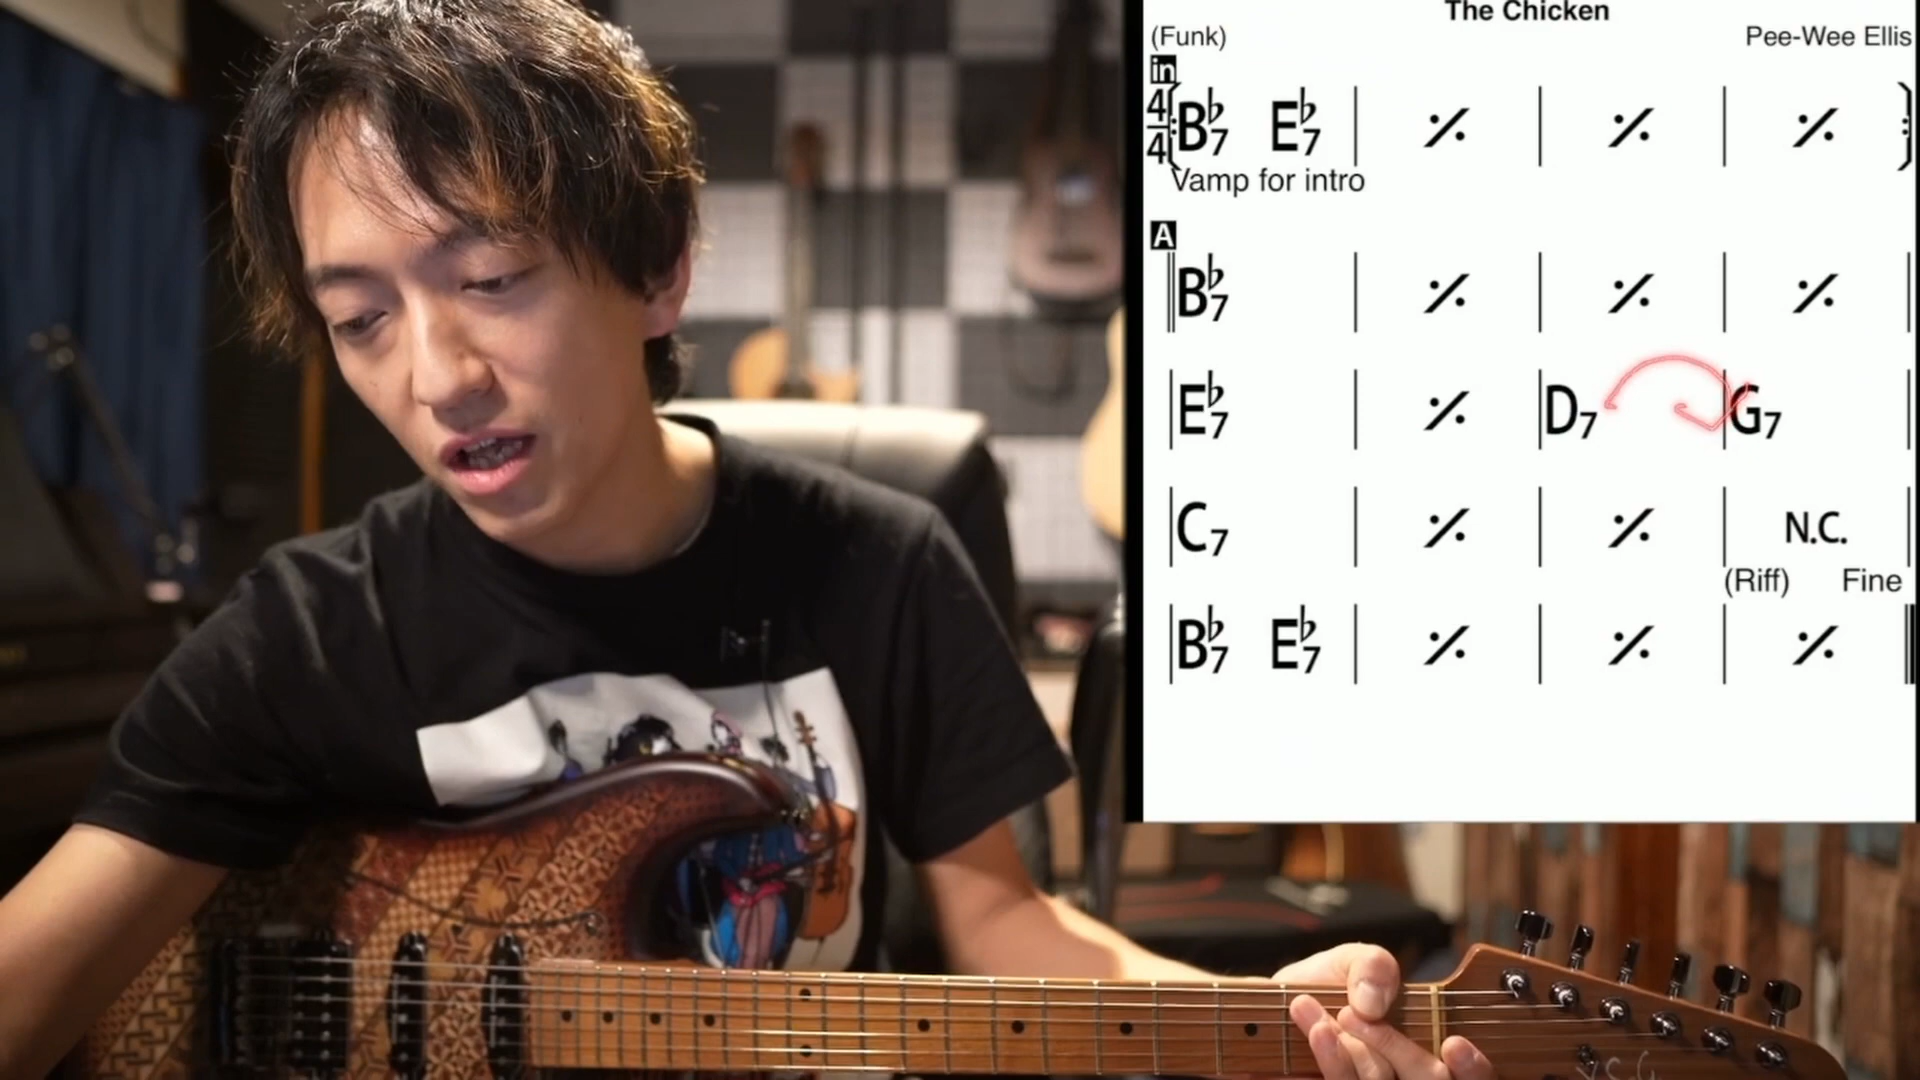 The Chicken
(Funk) Pee-Wee Ellis
in
4/4 B♭7 E♭7 | 𝄎 | 𝄎 | 𝄎
Vamp for intro
A
B♭7 | 𝄎 | 𝄎 | 𝄎
E♭7 | 𝄎 | D7 | G7
C7 | 𝄎 | 𝄎 | N.C.
(Riff) Fine
B♭7 E♭7 | 𝄎 | 𝄎 | 𝄎